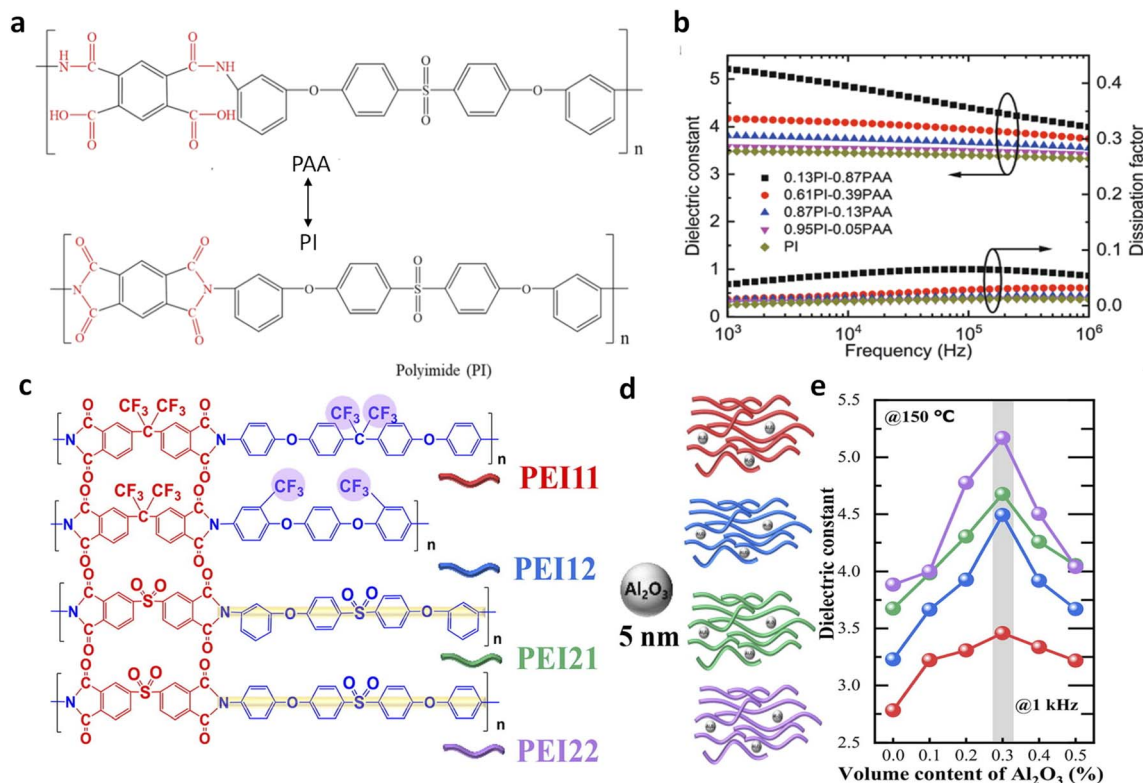 a
H
N
O
C
O
C
NH
O
S
O
O
O
HO
C
O
C
OH
O
n
PAA
PI
O
C
O
C
N
N
C
O
C
O
O
S
O
O
O
n
Polyimide (PI)
b
Dielectric constant
5
4
3
2
1
0
0.13PI-0.87PAA
0.61PI-0.39PAA
0.87PI-0.13PAA
0.95PI-0.05PAA
PI
0.4
0.3
0.2
0.1
0.0
Dissipation factor
10³ 10⁴ 10⁵ 10⁶
Frequency (Hz)
c
O CF₃ CF₃ O
C C C
N N
C C
O O
O
CF₃ CF₃
C
O
n
PEI11
O CF₃ CF₃ O
C C C
N N
C C
O O
CF₃ CF₃
O O
n
PEI12
O O O O
C S C
N N
C C
O O
O O S O O
n
PEI21
O O O O
C S C
N N
C C
O O
O O S O O
n
PEI22
d
Al₂O₃
5 nm
e
@150 °C
@1 kHz
Dielectric constant
5.5
5.0
4.5
4.0
3.5
3.0
2.5
0.0 0.1 0.2 0.3 0.4 0.5
Volume content of Al₂O₃ (%)